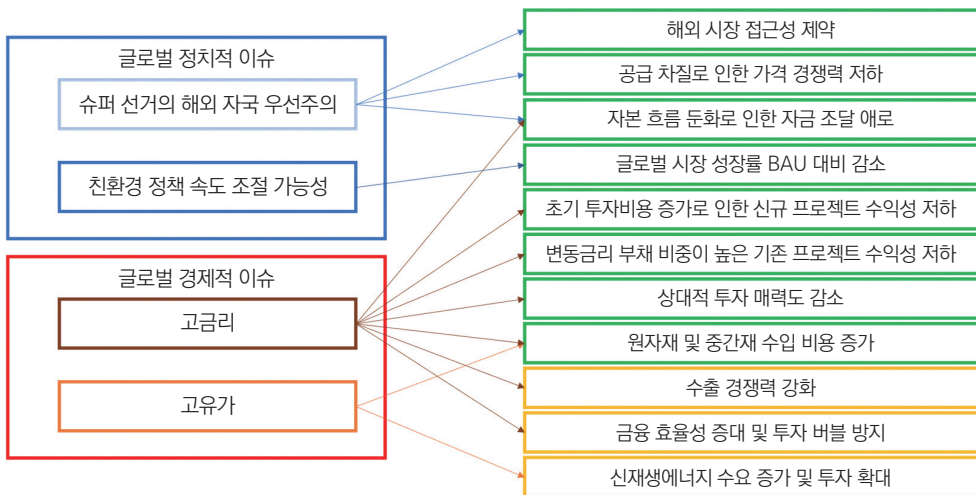 글로벌 정치적 이슈
슈퍼 선거의 해외 자국 우선주의
친환경 정책 속도 조절 가능성
글로벌 경제적 이슈
고금리
고유가
해외 시장 접근성 제약
공급 차질로 인한 가격 경쟁력 저하
자본 흐름 둔화로 인한 자금 조달 애로
글로벌 시장 성장률 BAU 대비 감소
초기 투자비용 증가로 인한 신규 프로젝트 수익성 저하
변동금리 부채 비중이 높은 기존 프로젝트 수익성 저하
상대적 투자 매력도 감소
원자재 및 중간재 수입 비용 증가
수출 경쟁력 강화
금융 효율성 증대 및 투자 버블 방지
신재생에너지 수요 증가 및 투자 확대